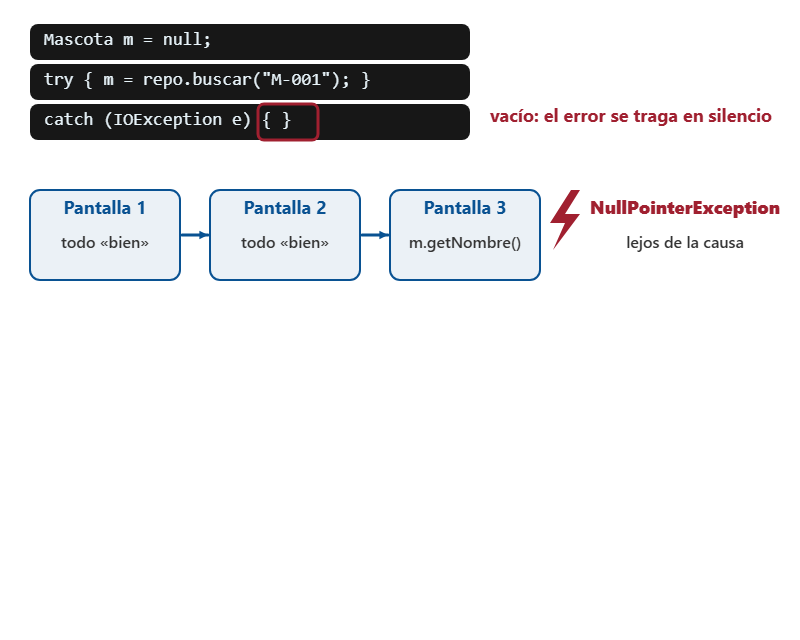 Mascota m = null;
try { m = repo.buscar("M-001"); }
catch (IOException e) { }
vacío: el error se traga en silencio
Pantalla 1
todo «bien»
Pantalla 2
todo «bien»
Pantalla 3
m.getNombre()
NullPointerException
lejos de la causa